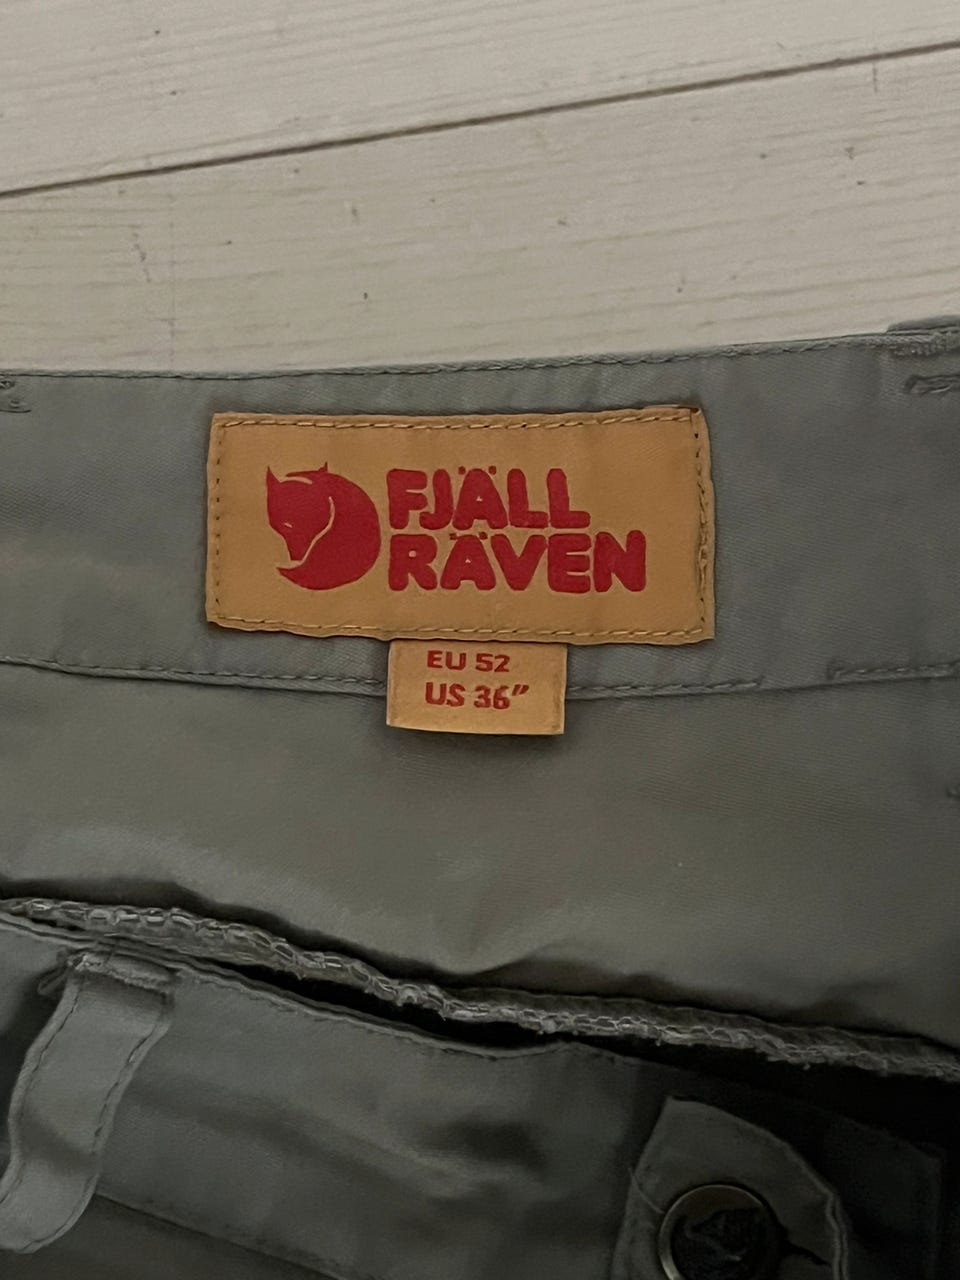 FJÄLL
RÄVEN
EU 52
US 36"